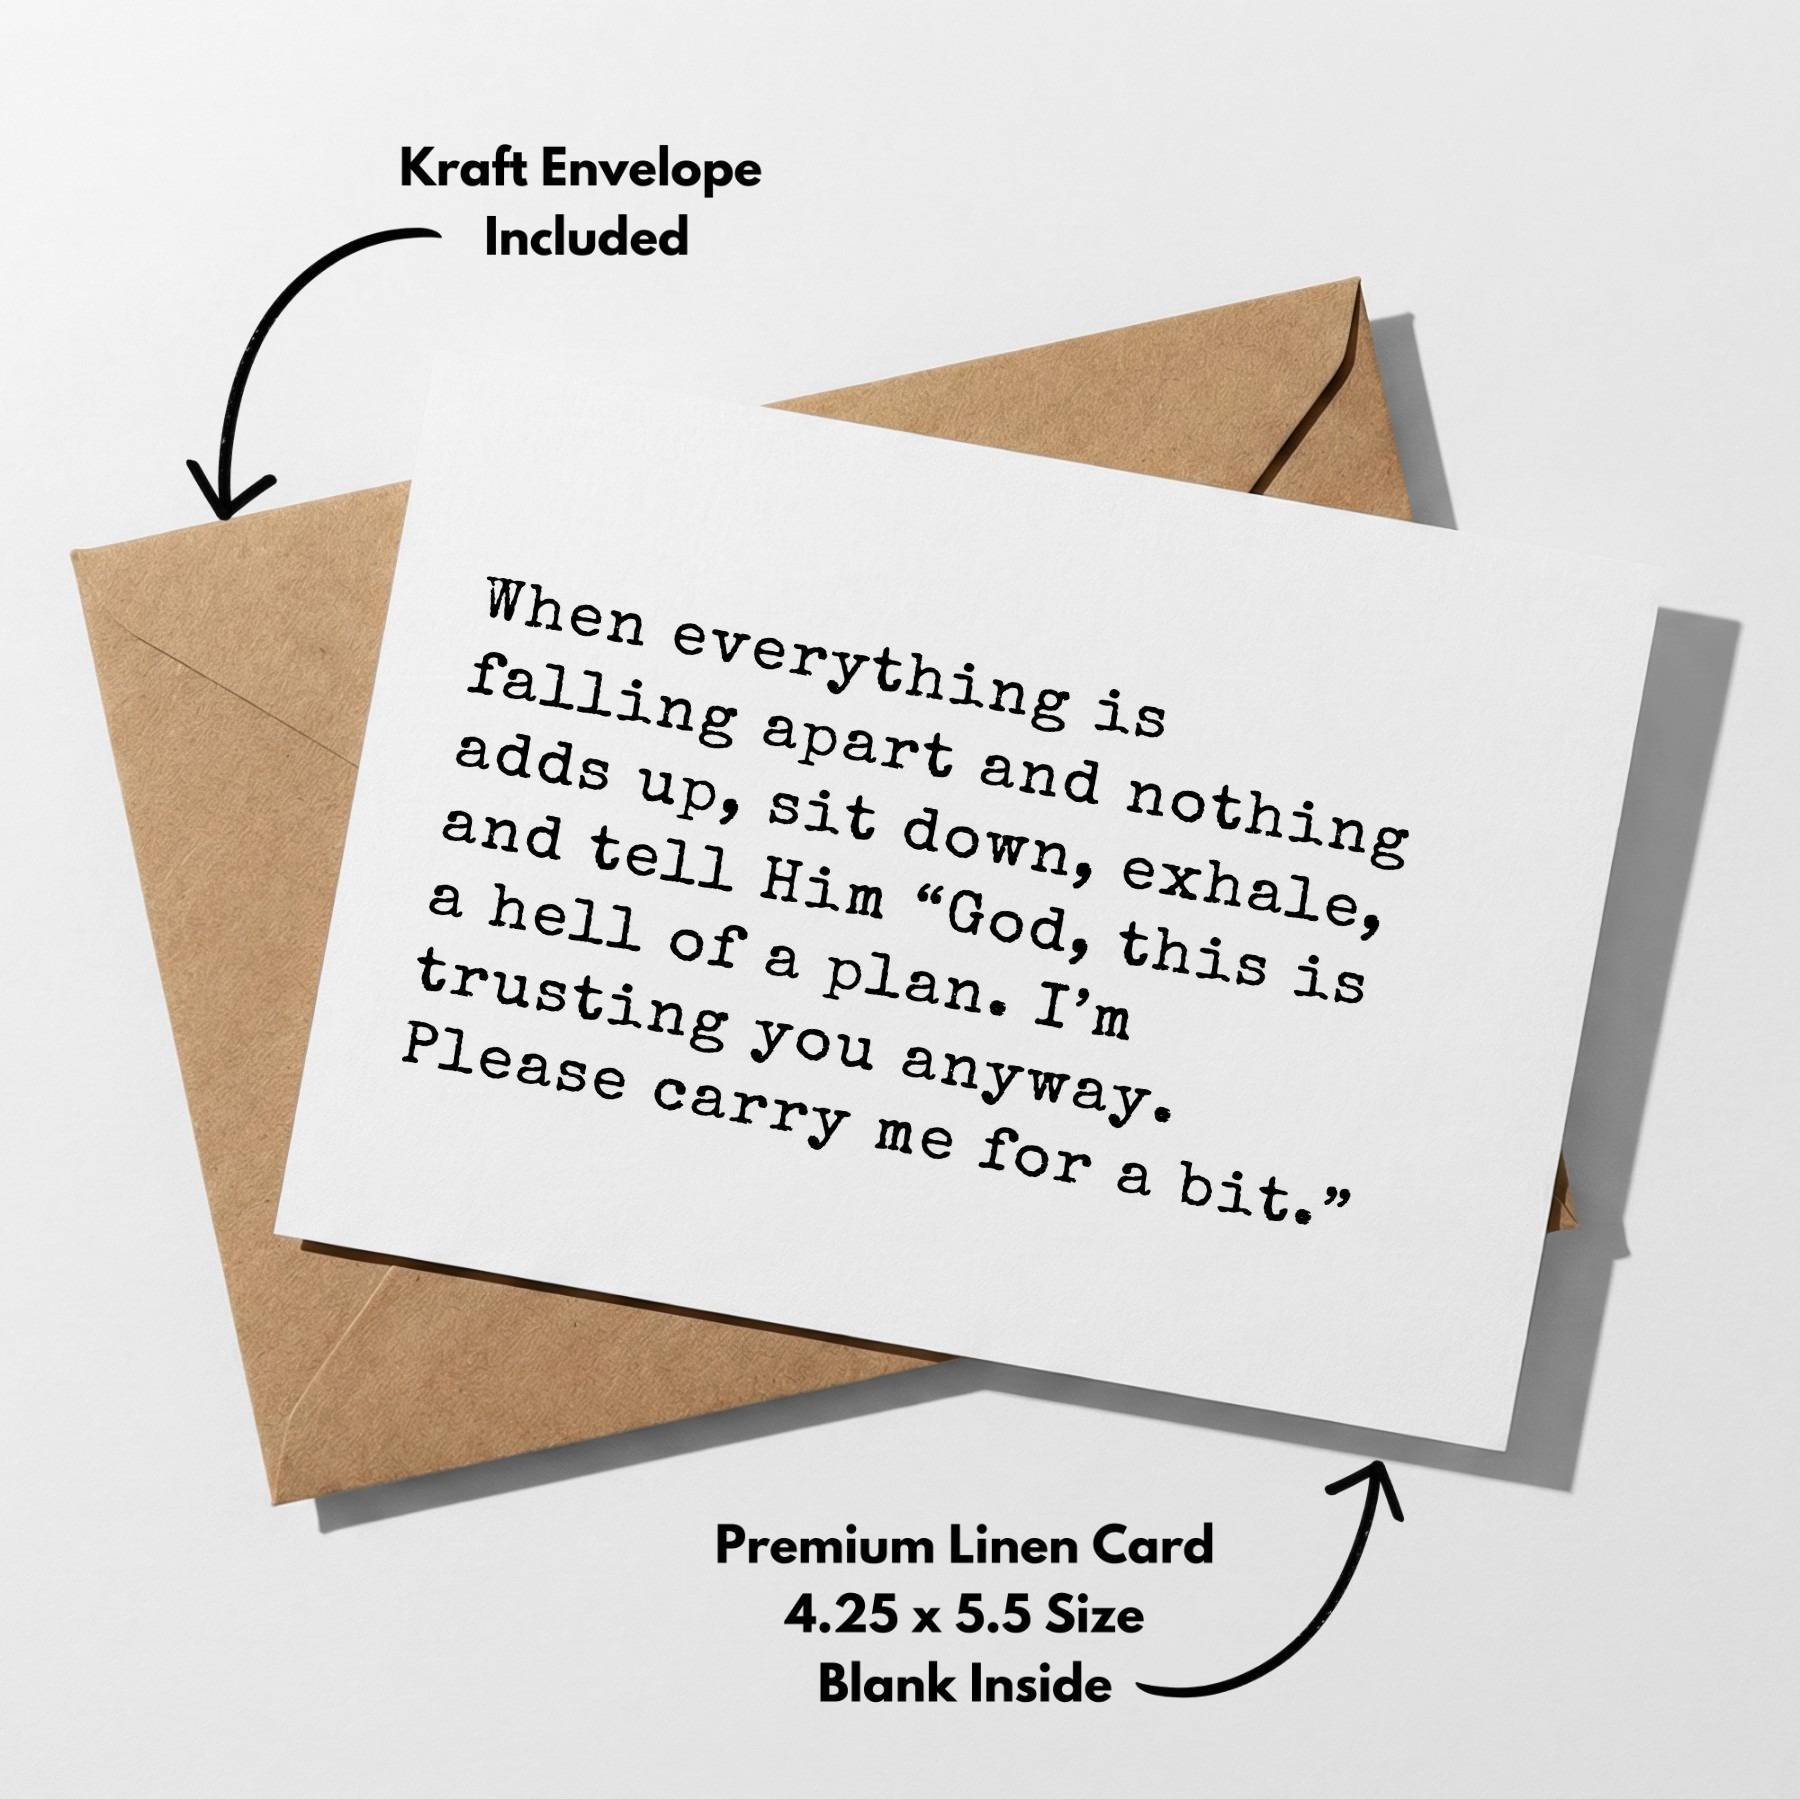 Kraft Envelope
Included
When everything is
falling apart and nothing
adds up, sit down, exhale,
and tell Him “God, this is
a hell of a plan. I’m
trusting you anyway.
Please carry me for a bit.”
Premium Linen Card
4.25 x 5.5 Size
Blank Inside